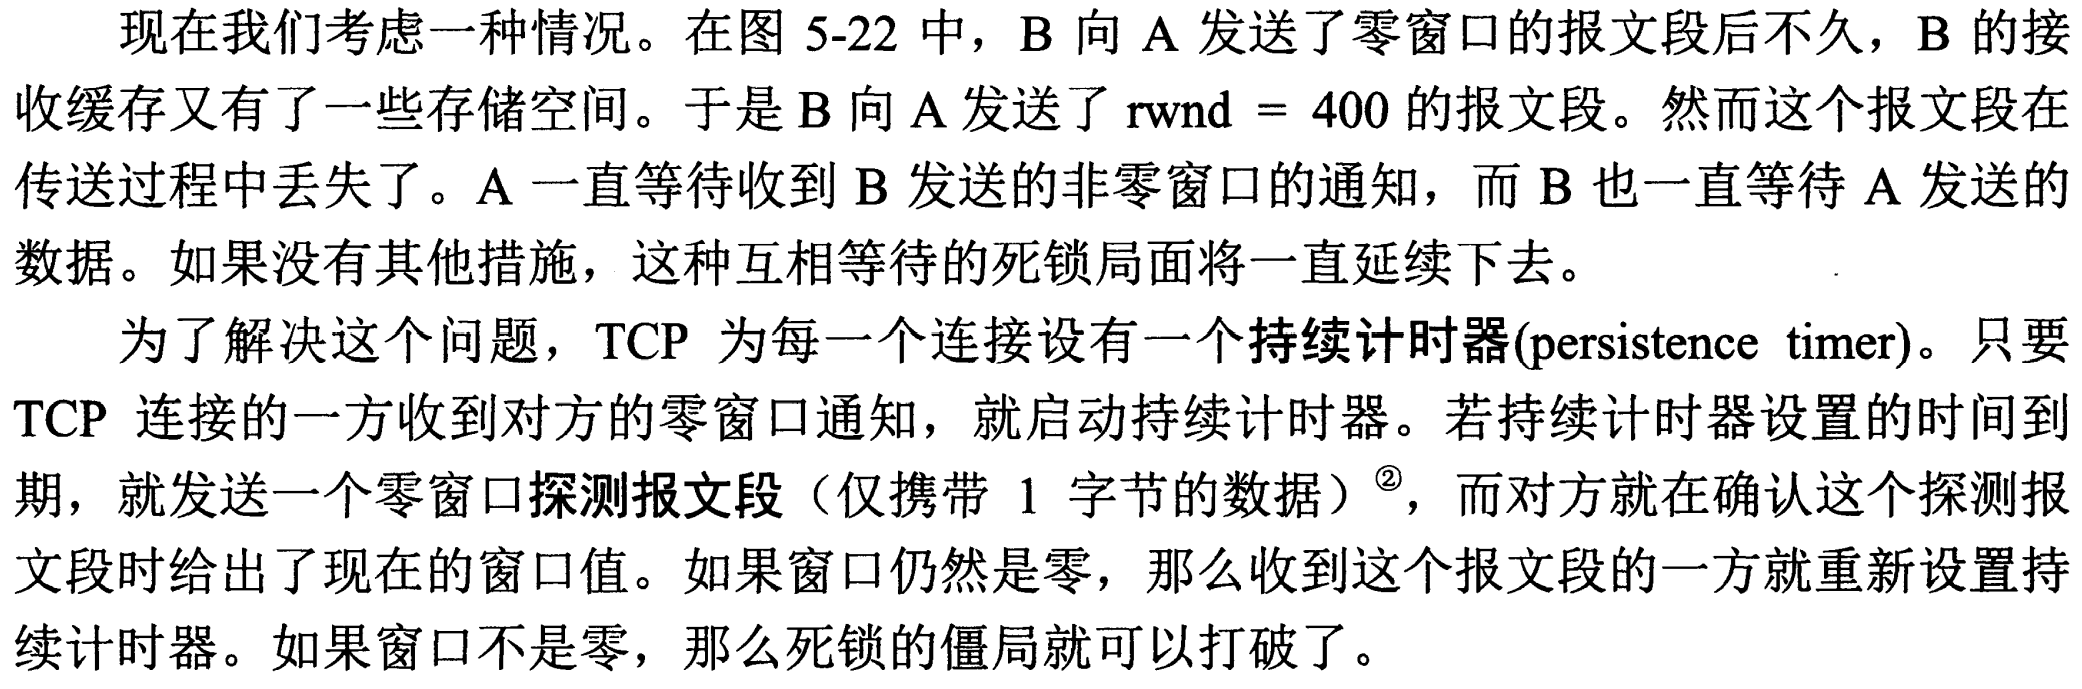 现在我们考虑一种情况。在图 5-22 中，B 向 A 发送了零窗口的报文段后不久，B 的接
收缓存又有了一些存储空间。于是 B 向 A 发送了 rwnd = 400 的报文段。然而这个报文段在
传送过程中丢失了。A 一直等待收到 B 发送的非零窗口的通知，而 B 也一直等待 A 发送的
数据。如果没有其他措施，这种互相等待的死锁局面将一直延续下去。
为了解决这个问题，TCP 为每一个连接设有一个持续计时器(persistence timer)。只要
TCP 连接的一方收到对方的零窗口通知，就启动持续计时器。若持续计时器设置的时间到
期，就发送一个零窗口探测报文段（仅携带 1 字节的数据）②，而对方就在确认这个探测报
文段时给出了现在的窗口值。如果窗口仍然是零，那么收到这个报文段的一方就重新设置持
续计时器。如果窗口不是零，那么死锁的僵局就可以打破了。